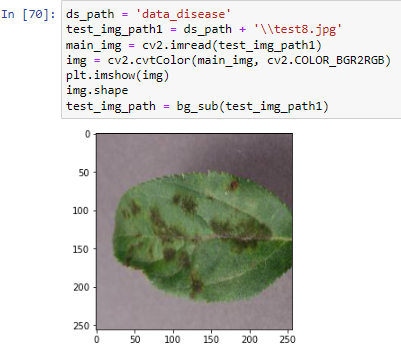 In [70]: ds_path = 'data_disease'
test_img_path1 = ds_path + '\\test8.jpg'
main_img = cv2.imread(test_img_path1)
img = cv2.cvtColor(main_img, cv2.COLOR_BGR2RGB)
plt.imshow(img)
img.shape
test_img_path = bg_sub(test_img_path1)
0
50
100
150
200
250
0 50 100 150 200 250